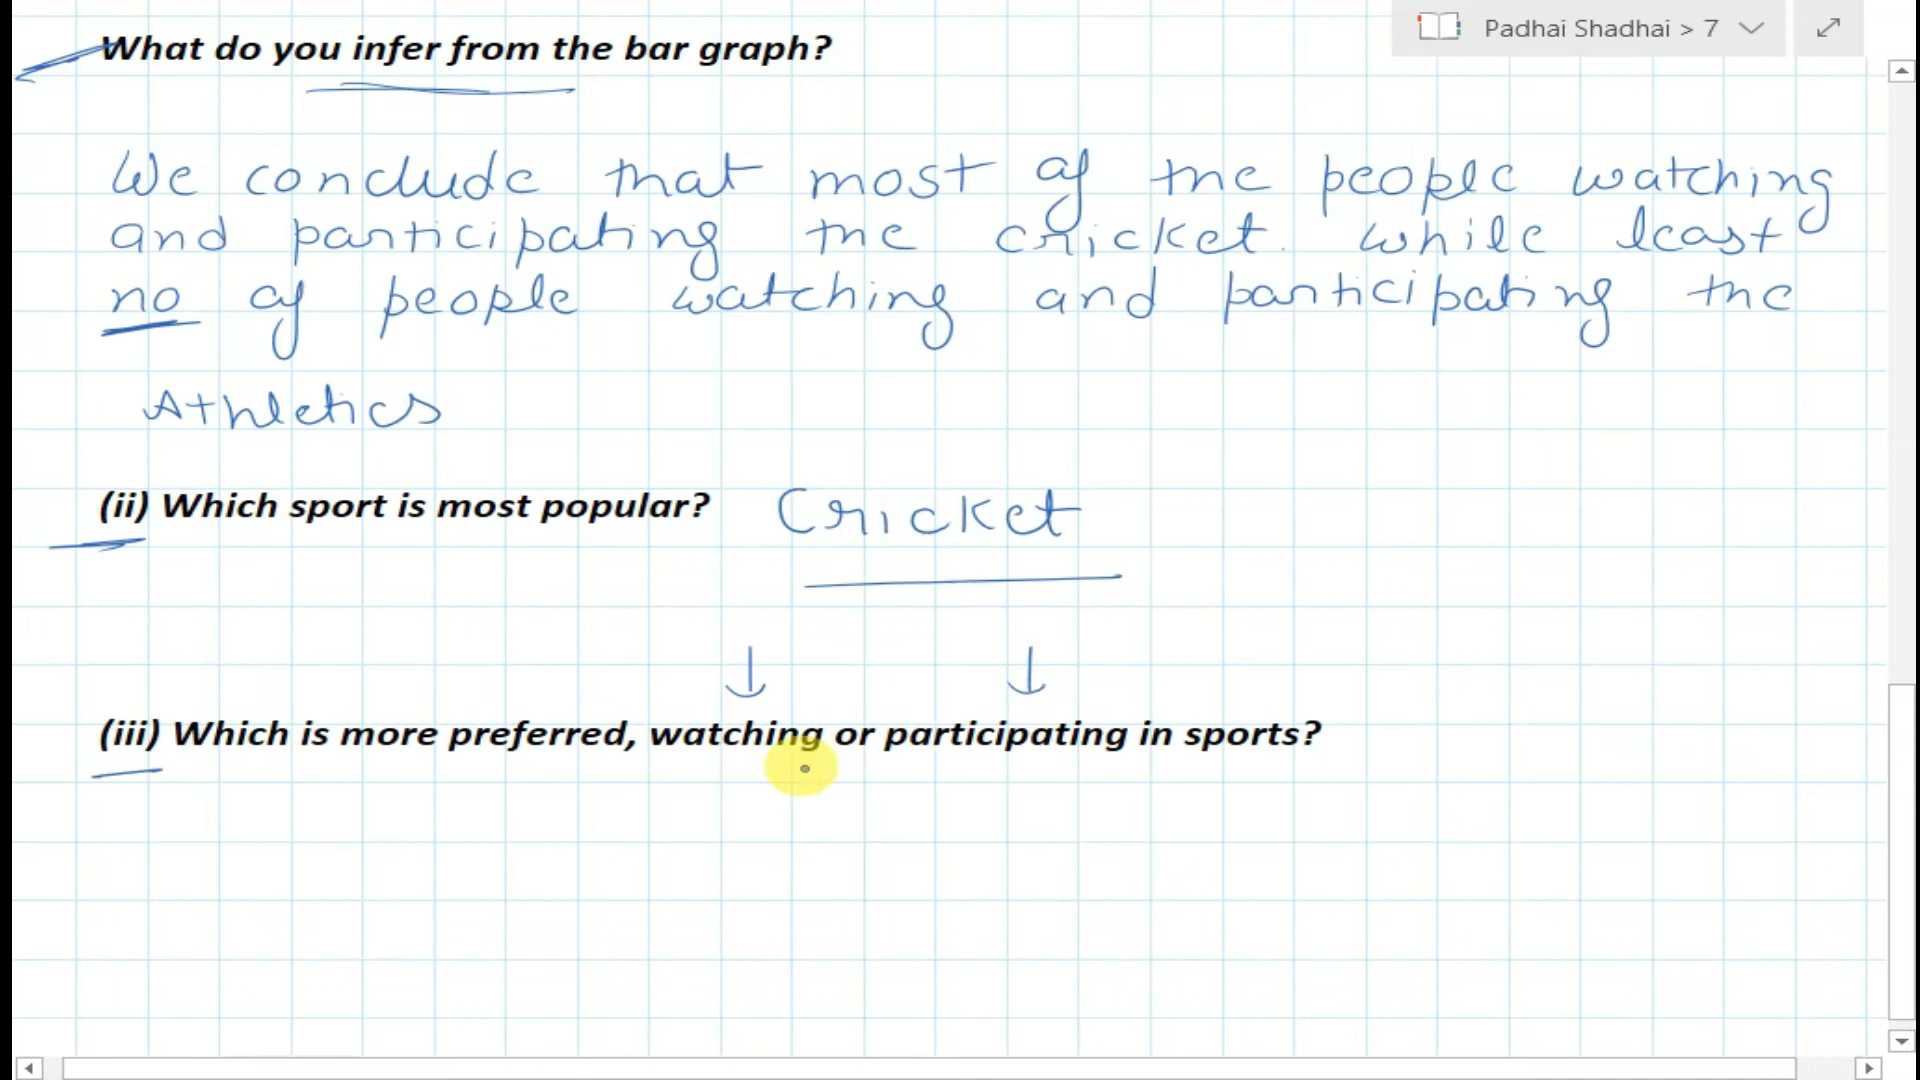 Padhai Shadhai > 7
What do you infer from the bar graph?
We conclude that most of the people watching
and participating the cricket. while least
no of people watching and participating the
Athletics
(ii) Which sport is most popular? Cricket
(iii) Which is more preferred, watching or participating in sports?